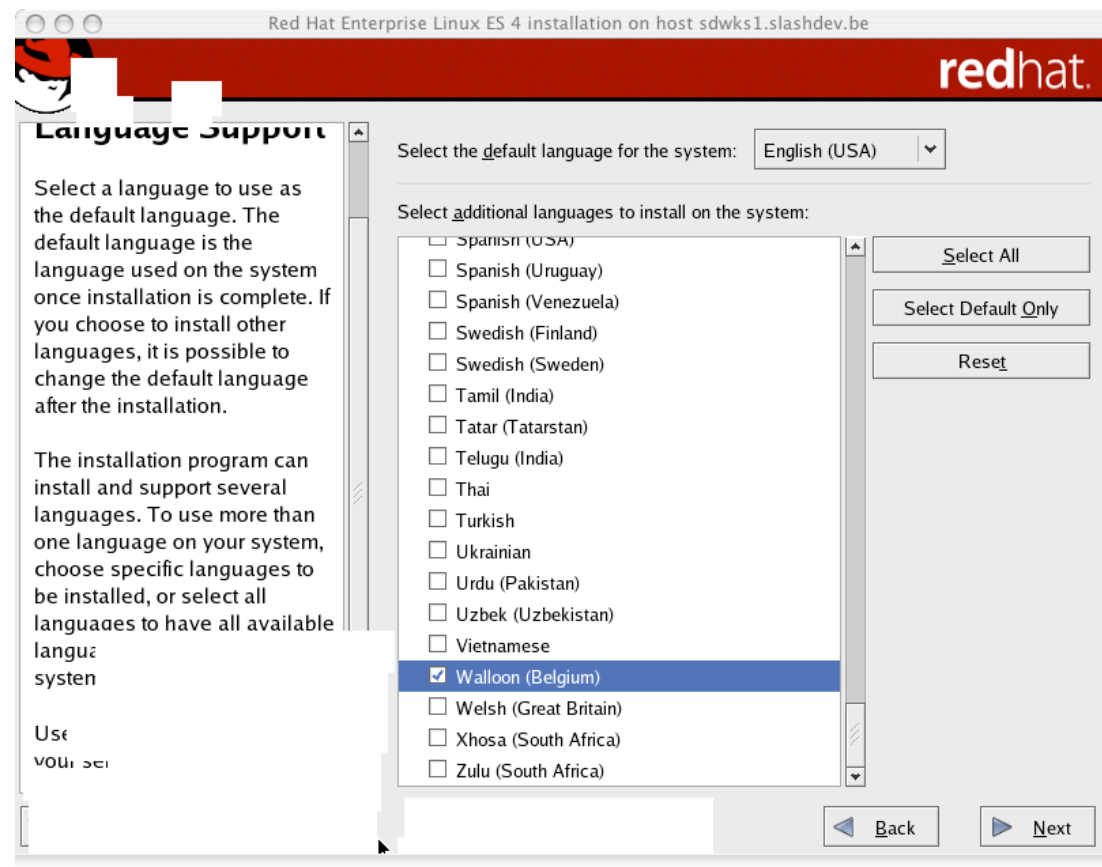 Red Hat Enterprise Linux ES 4 installation on host sdwks1.slashdev.be
redhat.
Language Support
Select a language to use as
the default language. The
default language is the
language used on the system
once installation is complete. If
you choose to install other
languages, it is possible to
change the default language
after the installation.
The installation program can
install and support several
languages. To use more than
one language on your system,
choose specific languages to
be installed, or select all
languages to have all available
Select the default language for the system:
English (USA)
Select additional languages to install on the system:
Spanish (USA)
Spanish (Uruguay)
Spanish (Venezuela)
Swedish (Finland)
Swedish (Sweden)
Tamil (India)
Tatar (Tatarstan)
Telugu (India)
Thai
Turkish
Ukrainian
Urdu (Pakistan)
Uzbek (Uzbekistan)
Vietnamese
Walloon (Belgium)
Welsh (Great Britain)
Xhosa (South Africa)
Zulu (South Africa)
Select All
Select Default Only
Reset
Back
Next